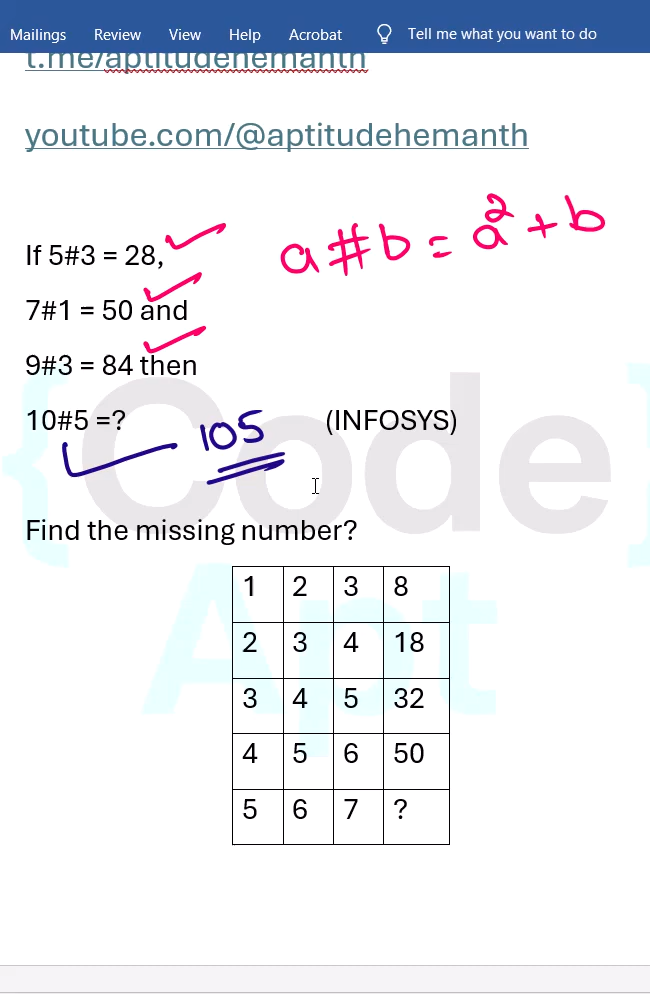 Mailings Review View Help Acrobat Tell me what you want to do
t.me/aptitudehemanth
youtube.com/@aptitudehemanth
If 5#3 = 28,
a#b = a² + b
7#1 = 50 and
9#3 = 84 then
10#5 =? 105 (INFOSYS)
{Code}
Find the missing number?
Apt
1 2 3 8
2 3 4 18
3 4 5 32
4 5 6 50
5 6 7 ?